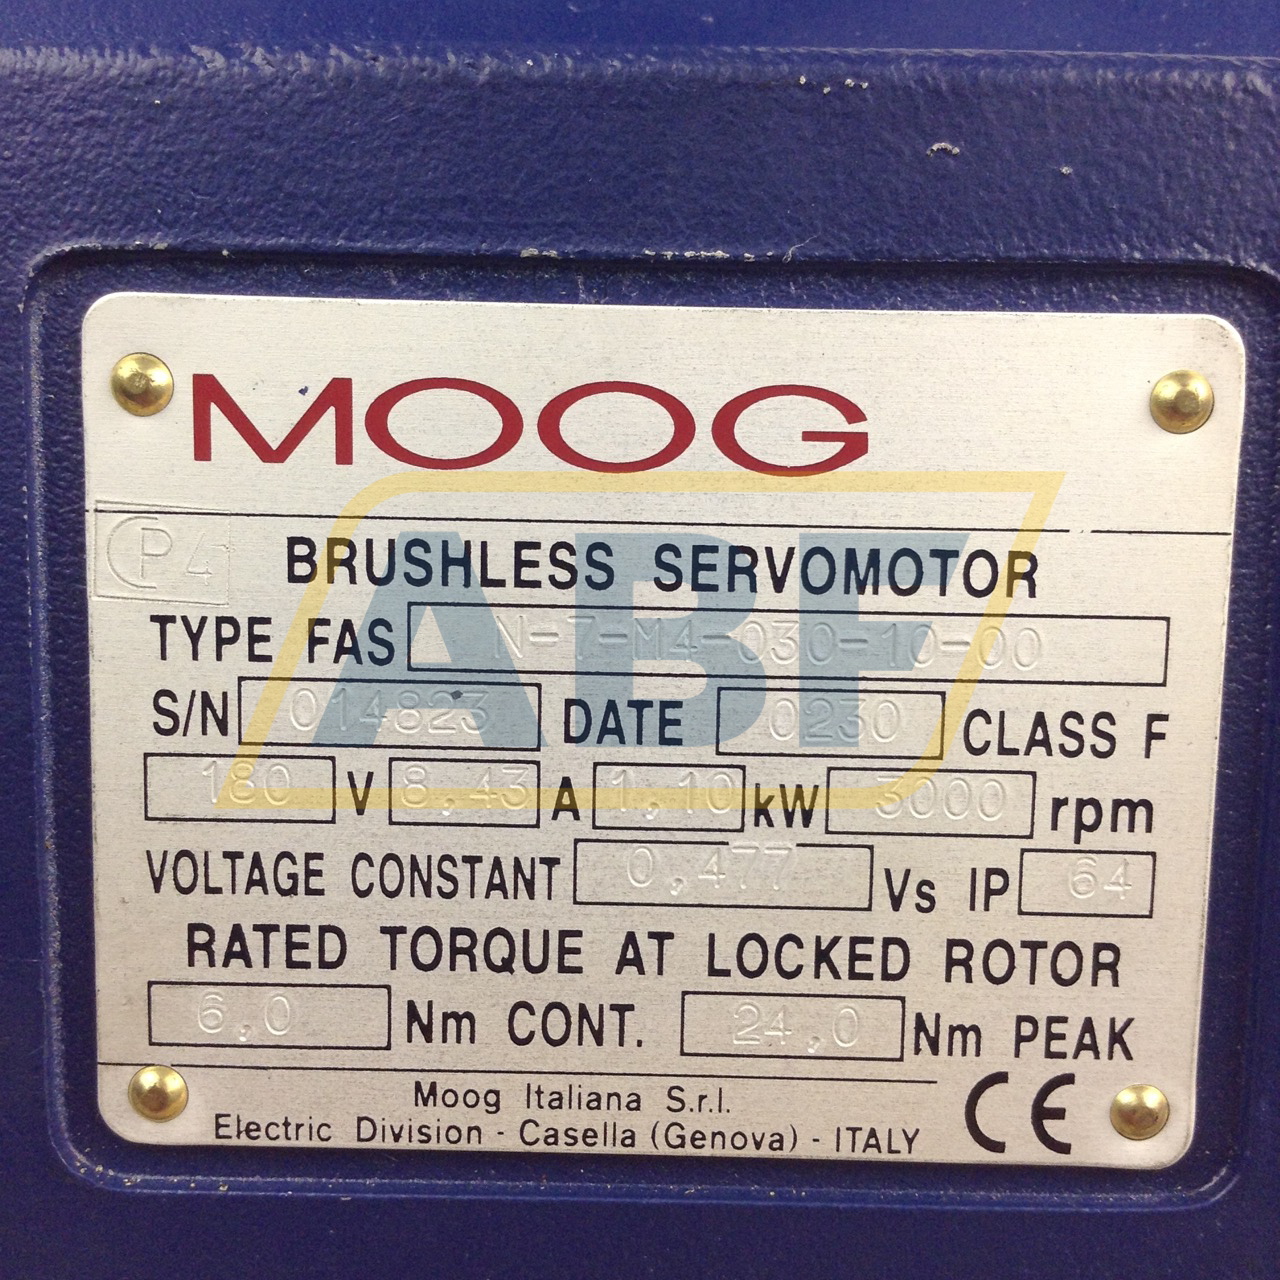 MOOG
CP4
BRUSHLESS SERVOMOTOR
TYPE FAS N-7-M4-030-10-00
S/N 014823 DATE 0230 CLASS F
180 V 8,43 A 1,10 kW 3000 rpm
VOLTAGE CONSTANT 0,477 Vs IP 64
RATED TORQUE AT LOCKED ROTOR
6,0 Nm CONT. 24,0 Nm PEAK
Moog Italiana S.r.l.
Electric Division - Casella (Genova) - ITALY
CE
ABF